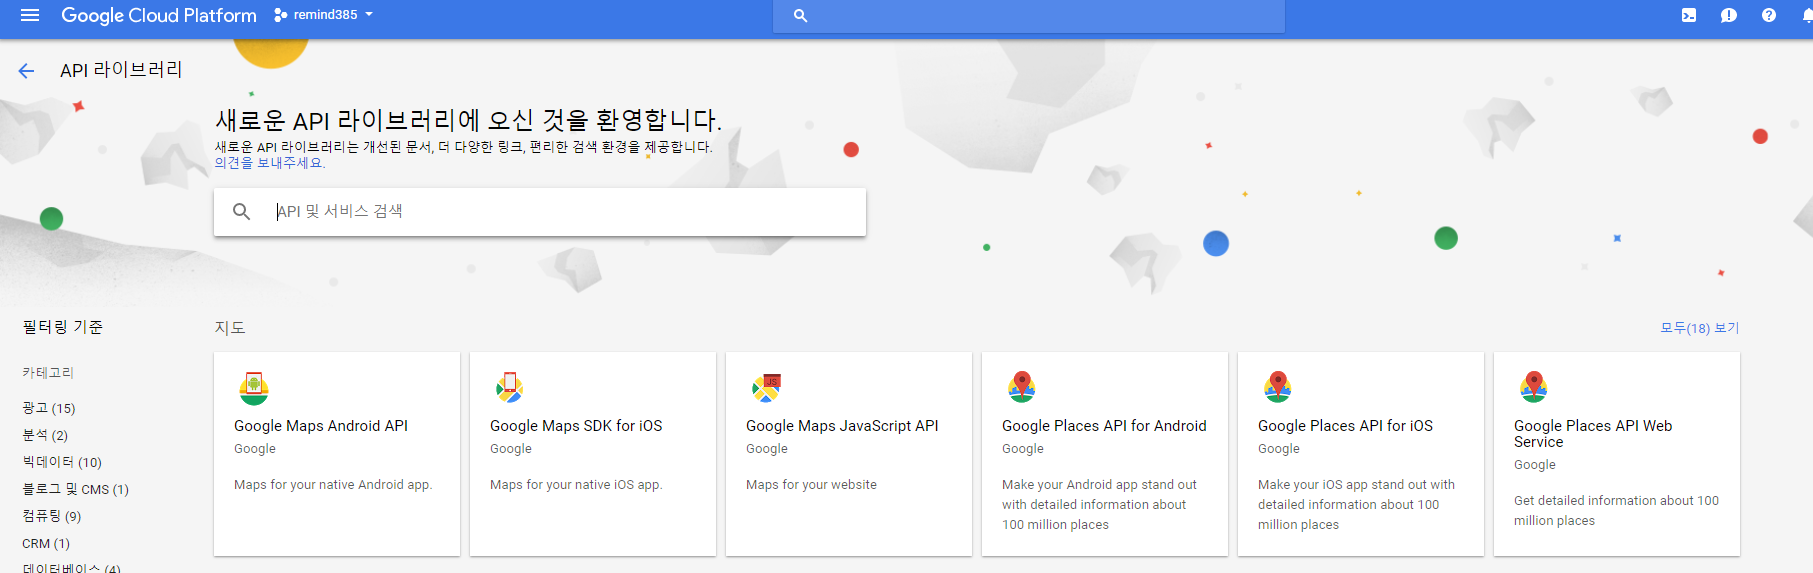 Google Cloud Platform
remind385
API 라이브러리
새로운 API 라이브러리에 오신 것을 환영합니다.
새로운 API 라이브러리는 개선된 문서, 더 다양한 링크, 편리한 검색 환경을 제공합니다.
의견을 보내주세요.
API 및 서비스 검색
필터링 기준
카테고리
광고 (15)
분석 (2)
빅데이터 (10)
블로그 및 CMS (1)
컴퓨팅 (9)
CRM (1)
데이터베이스 (4)
지도
모두(18) 보기
Google Maps Android API
Google
Maps for your native Android app.
Google Maps SDK for iOS
Google
Maps for your native iOS app.
Google Maps JavaScript API
Google
Maps for your website
Google Places API for Android
Google
Make your Android app stand out
with detailed information about
100 million places
Google Places API for iOS
Google
Make your iOS app stand out with
detailed information about 100
million places
Google Places API Web
Service
Google
Get detailed information about 100
million places